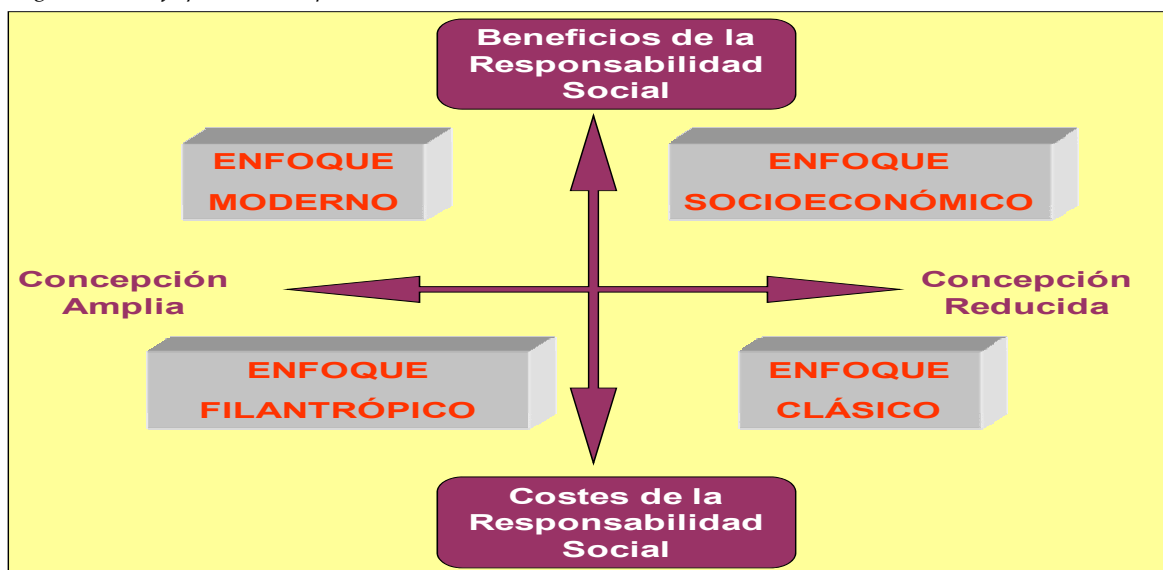 Beneficios de la
Responsabilidad
Social
ENFOQUE
MODERNO
ENFOQUE
SOCIOECONÓMICO
Concepción
Amplia
Concepción
Reducida
ENFOQUE
FILANTRÓPICO
ENFOQUE
CLÁSICO
Costes de la
Responsabilidad
Social